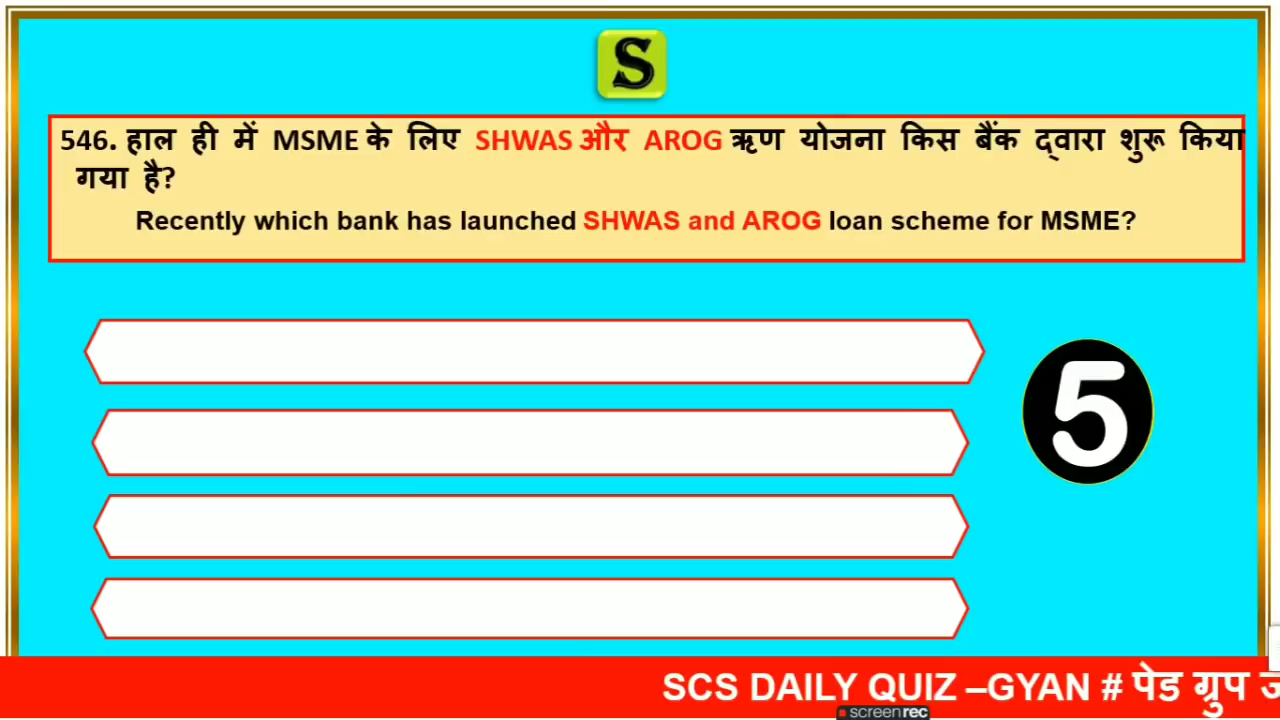 S
546. हाल ही में MSME के लिए SHWAS और AROG ऋण योजना किस बैंक द्वारा शुरू किया
गया है?
Recently which bank has launched SHWAS and AROG loan scheme for MSME?
5
SCS DAILY QUIZ –GYAN # पेड ग्रुप
screenrec